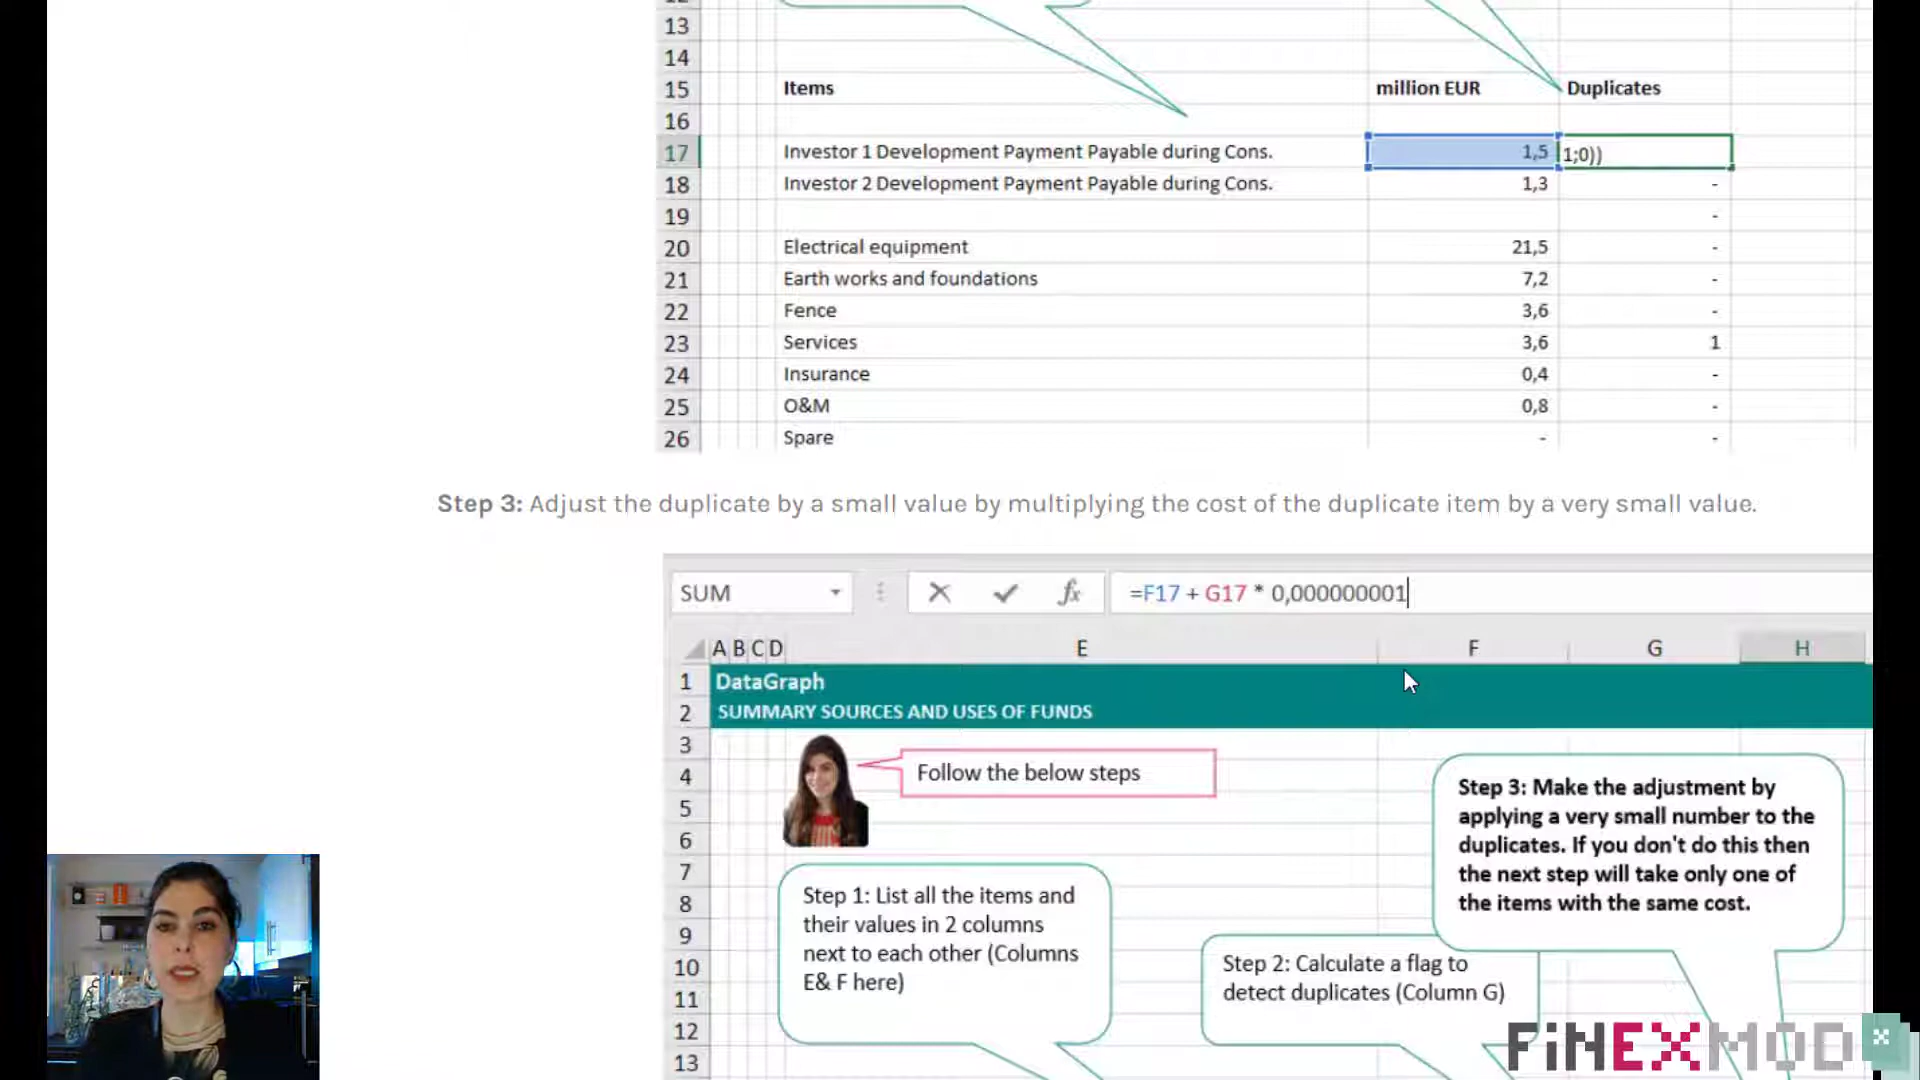 13
14
15 Items million EUR Duplicates
16
17 Investor 1 Development Payment Payable during Cons. 1,5 1;0))
18 Investor 2 Development Payment Payable during Cons. 1,3 -
19 -
20 Electrical equipment 21,5 -
21 Earth works and foundations 7,2 -
22 Fence 3,6 -
23 Services 3,6 1
24 Insurance 0,4 -
25 O&M 0,8 -
26 Spare - -
Step 3: Adjust the duplicate by a small value by multiplying the cost of the duplicate item by a very small value.
SUM fx =F17 + G17 * 0,000000001
A B C D E F G H
1 DataGraph
2 SUMMARY SOURCES AND USES OF FUNDS
3
4
5
6
7
8
9
10
11
12
13
Follow the below steps
Step 1: List all the items and
their values in 2 columns
next to each other (Columns
E& F here)
Step 2: Calculate a flag to
detect duplicates (Column G)
Step 3: Make the adjustment by
applying a very small number to the
duplicates. If you don't do this then
the next step will take only one of
the items with the same cost.
FINEXMOD
X